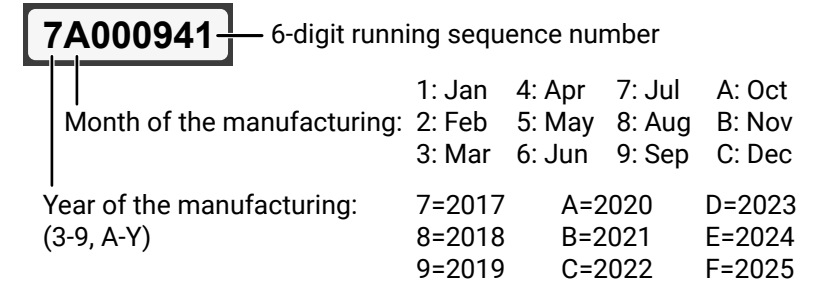 7A000941 6-digit running sequence number
1: Jan 4: Apr 7: Jul A: Oct
Month of the manufacturing: 2: Feb 5: May 8: Aug B: Nov
3: Mar 6: Jun 9: Sep C: Dec
Year of the manufacturing: 7=2017 A=2020 D=2023
(3-9, A-Y) 8=2018 B=2021 E=2024
9=2019 C=2022 F=2025